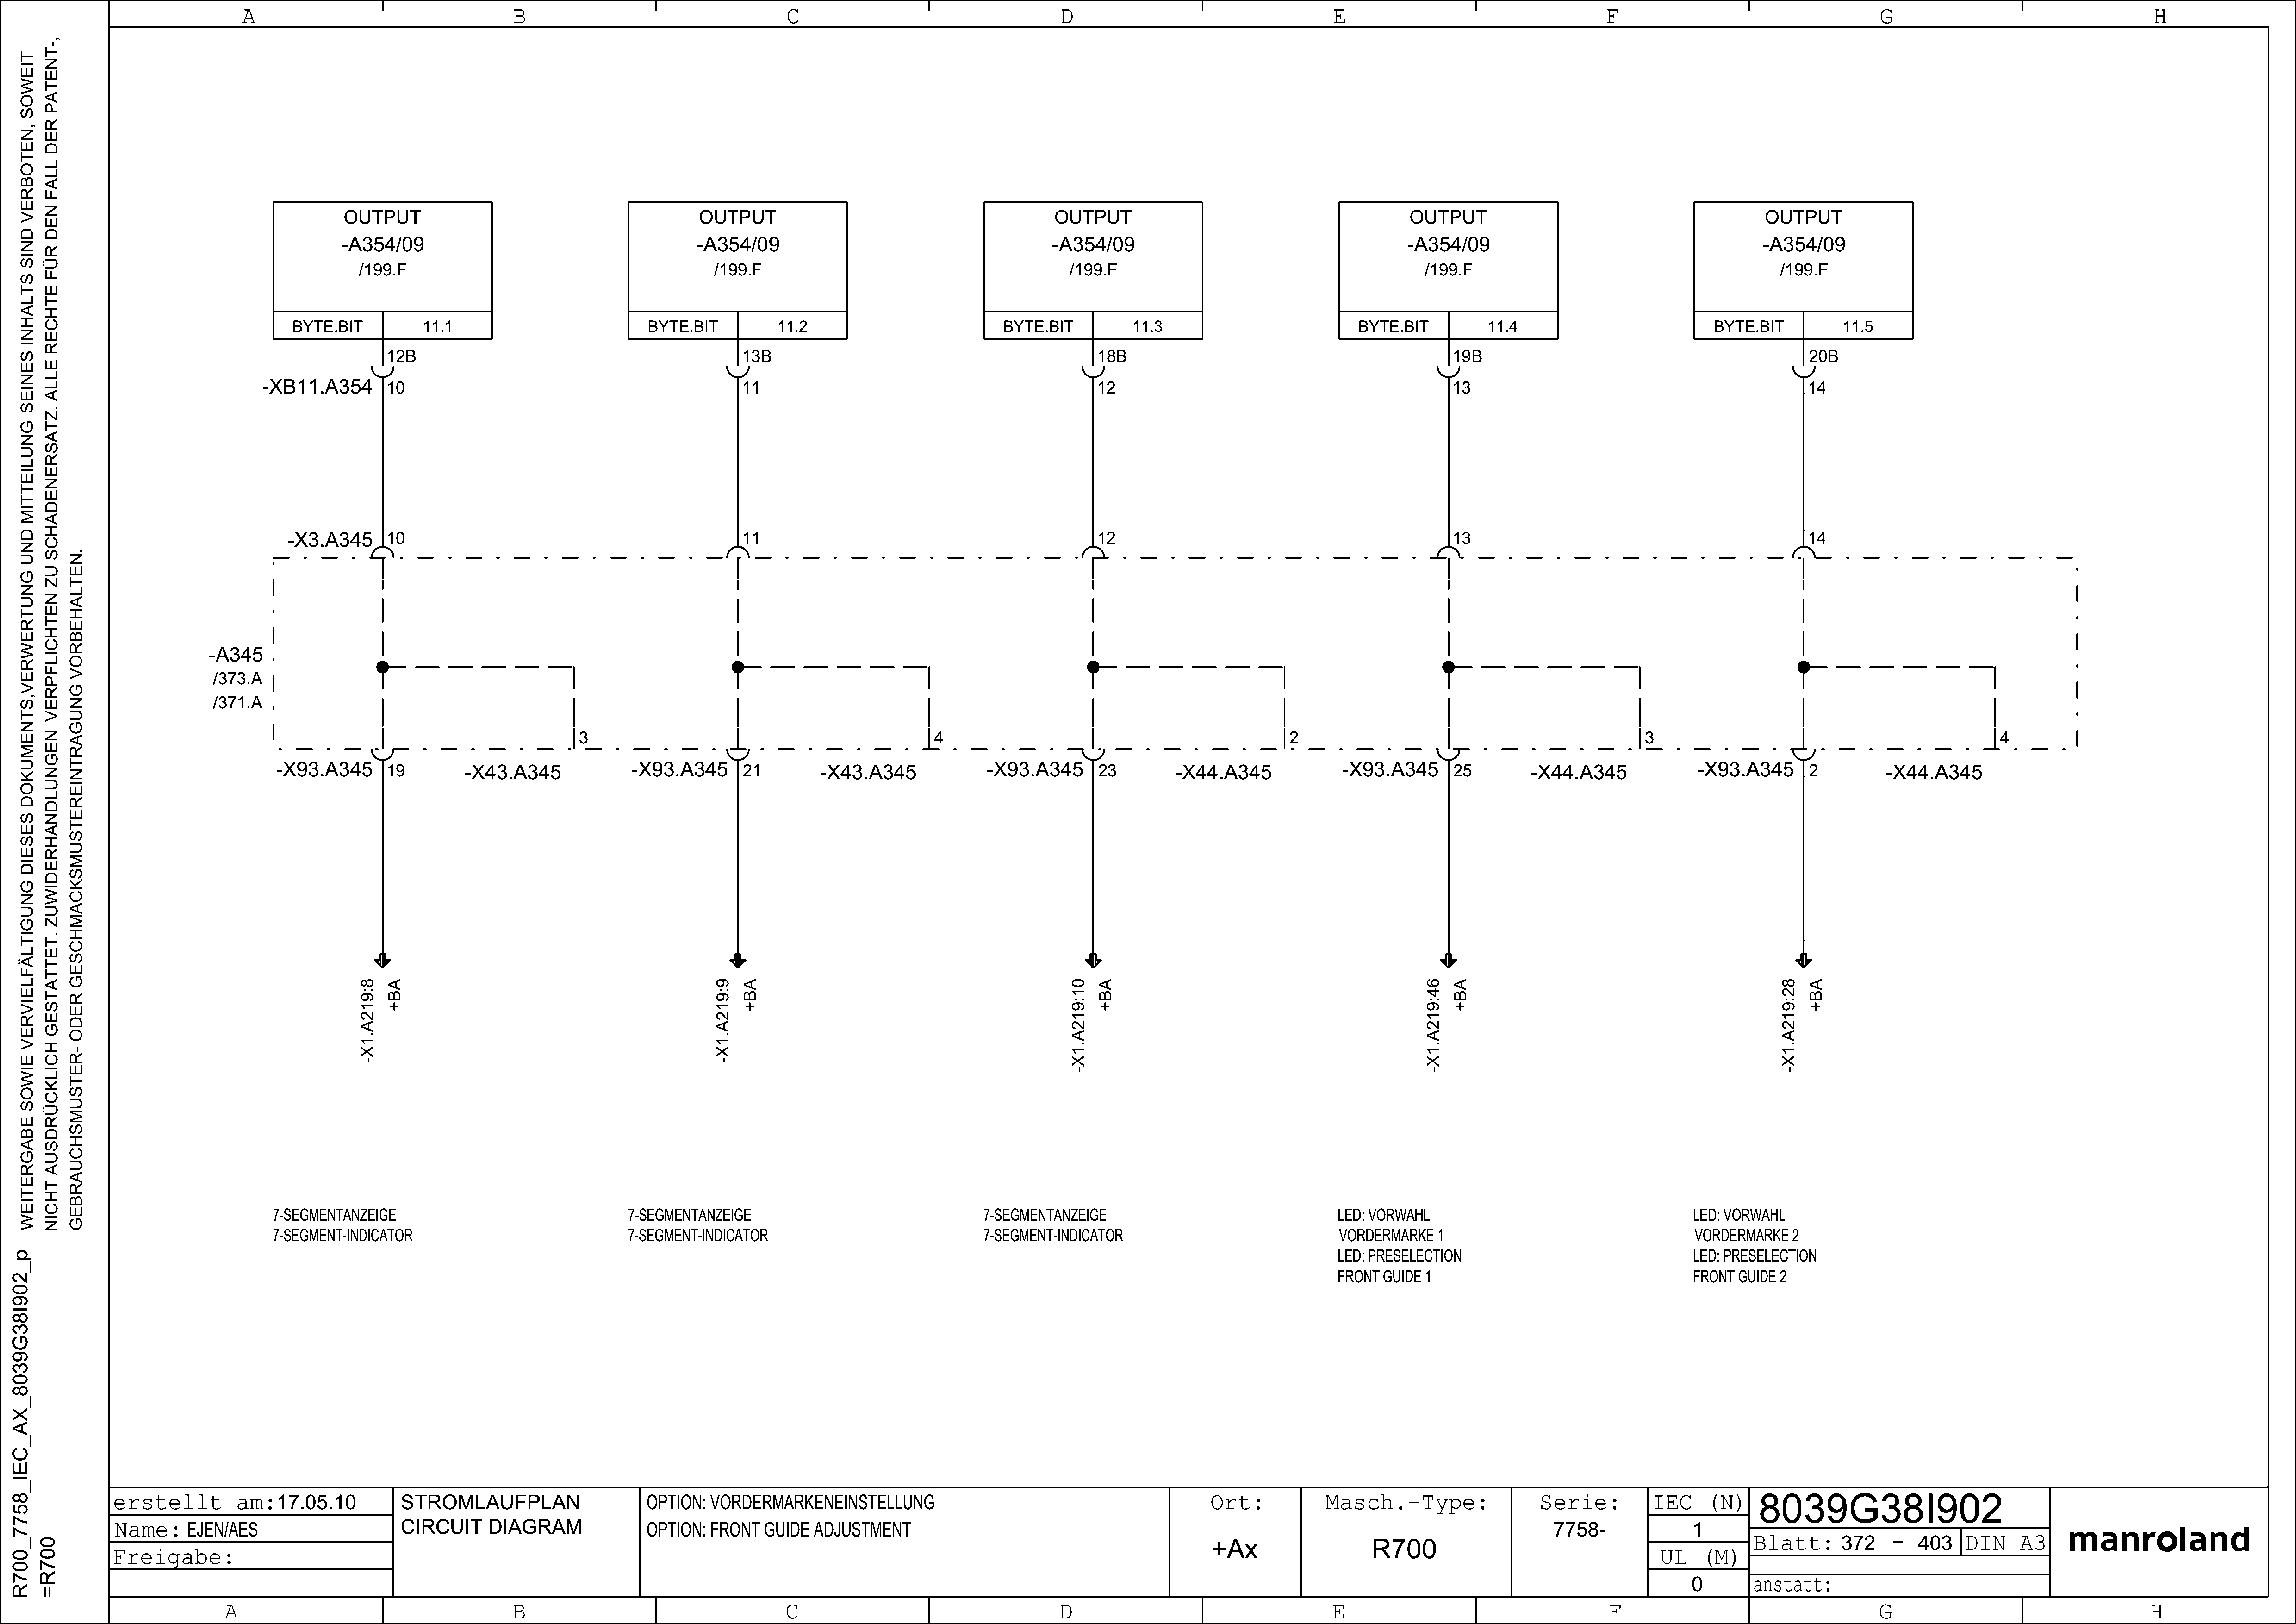 A B C D E F G H
WEITERGABE SOWIE VERVIELFÄLTIGUNG DIESES DOKUMENTS,VERWERTUNG UND MITTEILUNG SEINES INHALTS SIND VERBOTEN, SOWEIT
NICHT AUSDRÜCKLICH GESTATTET. ZUWIDERHANDLUNGEN VERPFLICHTEN ZU SCHADENERSATZ. ALLE RECHTE FÜR DEN FALL DER PATENT-,
GEBRAUCHSMUSTER- ODER GESCHMACKSMUSTEREINTRAGUNG VORBEHALTEN.
R700_7758_IEC_AX_8039G38I902_p
=R700
OUTPUT OUTPUT OUTPUT OUTPUT OUTPUT
-A354/09 -A354/09 -A354/09 -A354/09 -A354/09
/199.F /199.F /199.F /199.F /199.F
BYTE.BIT 11.1 BYTE.BIT 11.2 BYTE.BIT 11.3 BYTE.BIT 11.4 BYTE.BIT 11.5
12B 13B 18B 19B 20B
-XB11.A354 10 11 12 13 14
-X3.A345 10 11 12 13 14
-A345
/373.A
/371.A
3 4 2 3 4
-X93.A345 19 -X43.A345 -X93.A345 21 -X43.A345 -X93.A345 23 -X44.A345 -X93.A345 25 -X44.A345 -X93.A345 2 -X44.A345
-X1.A219:8
+BA
-X1.A219:9
+BA
-X1.A219:10
+BA
-X1.A219:46
+BA
-X1.A219:28
+BA
7-SEGMENTANZEIGE
7-SEGMENT-INDICATOR
7-SEGMENTANZEIGE
7-SEGMENT-INDICATOR
7-SEGMENTANZEIGE
7-SEGMENT-INDICATOR
LED: VORWAHL
VORDERMARKE 1
LED: PRESELECTION
FRONT GUIDE 1
LED: VORWAHL
VORDERMARKE 2
LED: PRESELECTION
FRONT GUIDE 2
erstellt am:17.05.10
Name: EJEN/AES
Freigabe:
STROMLAUFPLAN
CIRCUIT DIAGRAM
OPTION: VORDERMARKENEINSTELLUNG
OPTION: FRONT GUIDE ADJUSTMENT
Ort:
+Ax
Masch.-Type:
R700
Serie:
7758-
IEC (N)
1
UL (M)
0
8039G38I902
Blatt: 372 - 403 DIN A3
anstatt:
manroland
A B C D E F G H